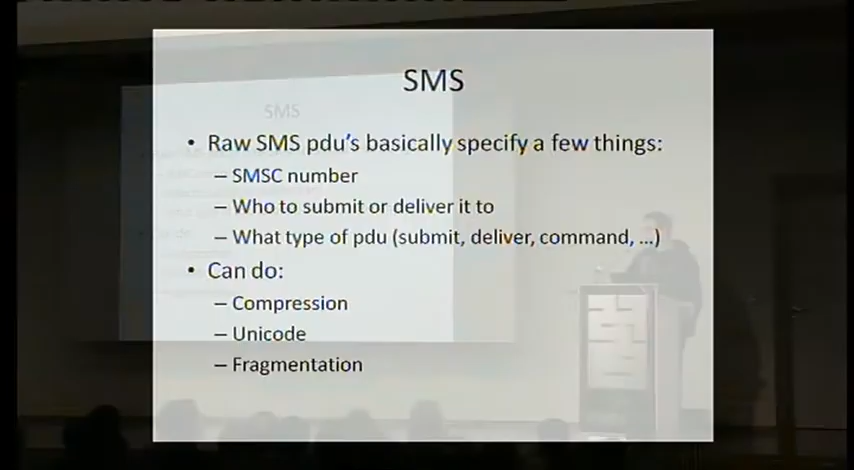 SMS
• Raw SMS pdu's basically specify a few things:
– SMSC number
– Who to submit or deliver it to
– What type of pdu (submit, deliver, command, ...)
• Can do:
– Compression
– Unicode
– Fragmentation
SMS